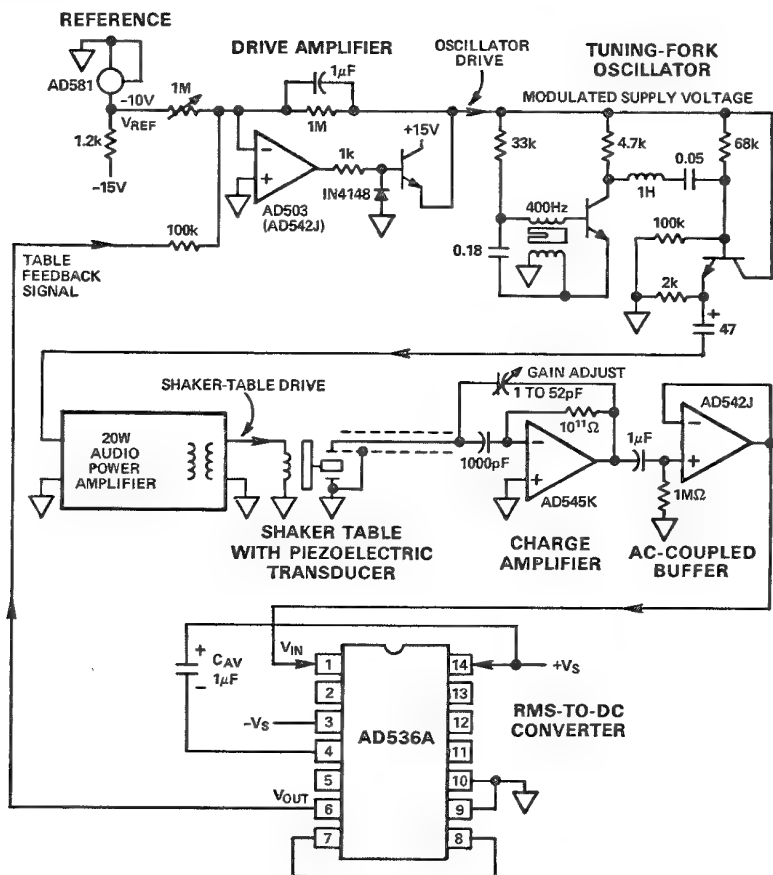 REFERENCE
AD581
–10V
VREF
1.2k
–15V
1M
DRIVE AMPLIFIER
1μF
1M
–
+
AD503
(AD542J)
1k
IN4148
+15V
100k
TABLE
FEEDBACK
SIGNAL
OSCILLATOR
DRIVE
TUNING-FORK
OSCILLATOR
MODULATED SUPPLY VOLTAGE
33k
4.7k
68k
0.05
1H
400Hz
0.18
100k
2k
+
47
SHAKER-TABLE DRIVE
20W
AUDIO
POWER
AMPLIFIER
SHAKER TABLE
WITH PIEZOELECTRIC
TRANSDUCER
GAIN ADJUST
1 TO 52pF
10¹¹Ω
1000pF
–
+
AD545K
CHARGE
AMPLIFIER
1μF
AD542J
–
+
1MΩ
AC-COUPLED
BUFFER
+
CAV
1μF
–
VIN
–VS
VOUT
1
2
3
4
5
6
7
AD536A
14
13
12
11
10
9
8
+VS
RMS-TO-DC
CONVERTER